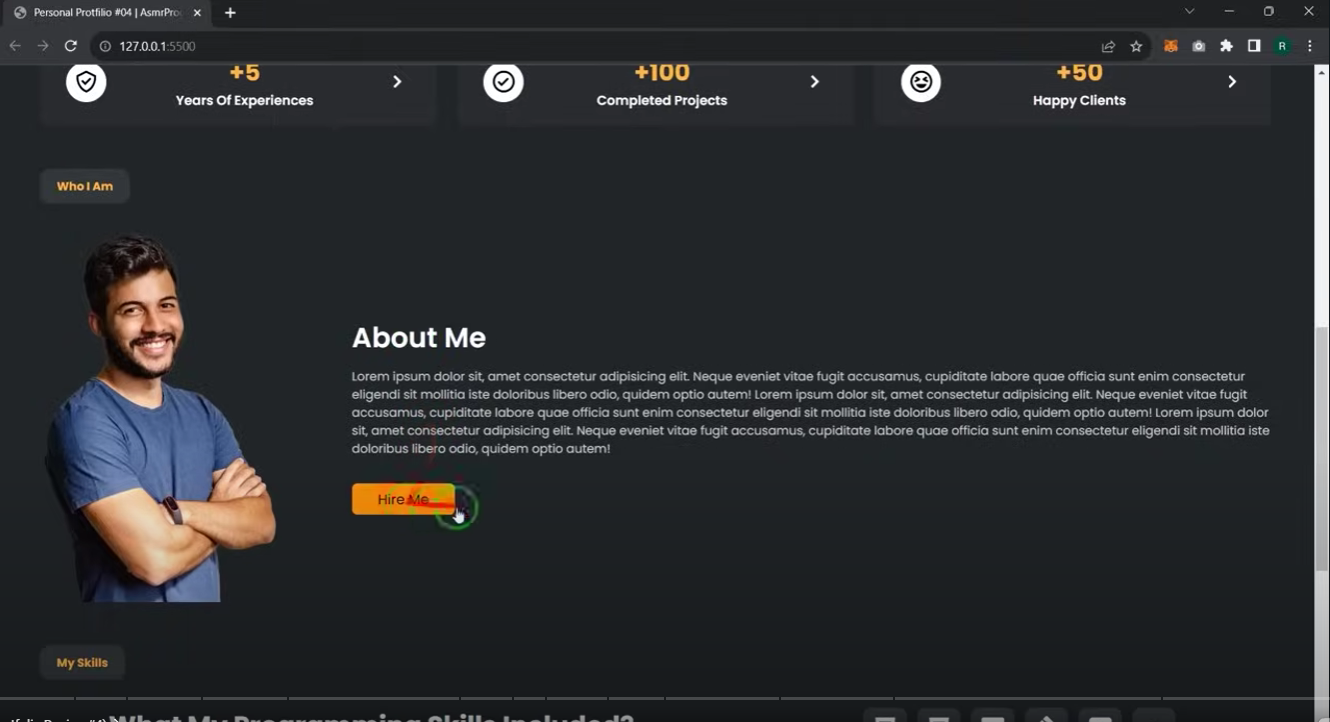 Personal Protfilio #04 | AsmrPro
127.0.0.1:5500
R
+5
Years Of Experiences
+100
Completed Projects
+50
Happy Clients
Who I Am
About Me
Lorem ipsum dolor sit, amet consectetur adipisicing elit. Neque eveniet vitae fugit accusamus, cupiditate labore quae officia sunt enim consectetur
eligendi sit mollitia iste doloribus libero odio, quidem optio autem! Lorem ipsum dolor sit, amet consectetur adipisicing elit. Neque eveniet vitae fugit
accusamus, cupiditate labore quae officia sunt enim consectetur eligendi sit mollitia iste doloribus libero odio, quidem optio autem! Lorem ipsum dolor
sit, amet consectetur adipisicing elit. Neque eveniet vitae fugit accusamus, cupiditate labore quae officia sunt enim consectetur eligendi sit mollitia iste
doloribus libero odio, quidem optio autem!
Hire Me
My Skills
What My Programming Skills Included?